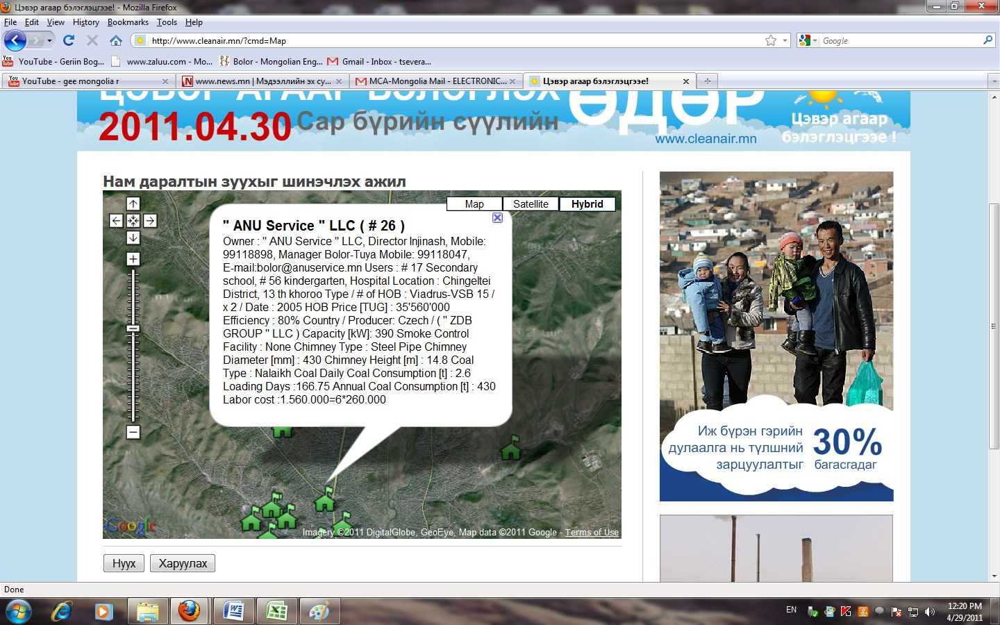 Цэвэр агаар бэлэглэцгээе! - Mozilla Firefox
File Edit View History Bookmarks Tools Help
http://www.cleanair.mn/?cmd=Map
Google
YouTube - Geriin Bog...
www.zaluu.com - Mo...
Bolor - Mongolian Eng...
Gmail - Inbox - tsevera...
YouTube - gee mongolia r
www.news.mn | Мэдээллийн эх су...
MCA-Mongolia Mail - ELECTRONIC...
Цэвэр агаар бэлэглэцгээе!
ЦЭВЭР АГААР БЭЛЭГЛЭХ
ӨДӨР
2011.04.30 Сар бүрийн сүүлийн
www.cleanair.mn
Цэвэр агаар
бэлэглэцгээе !
Нам даралтын зуухыг шинэчлэх ажил
Map Satellite Hybrid
" ANU Service " LLC ( # 26 )
Owner : " ANU Service " LLC, Director Injinash, Mobile:
99118898, Manager Bolor-Tuya Mobile: 99118047,
E-mail:bolor@anuservice.mn Users : # 17 Secondary
school, # 56 kindergarten, Hospital Location : Chingeltei
District, 13 th khoroo Type / # of HOB : Viadrus-VSB 15 /
x 2 / Date : 2005 HOB Price [TUG] : 35'560'000
Efficiency : 80% Country / Producer: Czech / ( " ZDB
GROUP " LLC ) Capacity [kW]: 390 Smoke Control
Facility : None Chimney Type : Steel Pipe Chimney
Diameter [mm] : 430 Chimney Height [m] : 14.8 Coal
Type : Nalaikh Coal Daily Coal Consumption [t] : 2.6
Loading Days :166.75 Annual Coal Consumption [t] : 430
Labor cost :1.560.000=6*260.000
Google
Imagery ©2011 DigitalGlobe, GeoEye, Map data ©2011 Google - Terms of Use
Нуух Харуулах
Иж бүрэн гэрийн
дулаалга нь түлшний
зарцуулалтыг
30%
багасгадаг
Done
EN
12:20 PM
4/29/2011